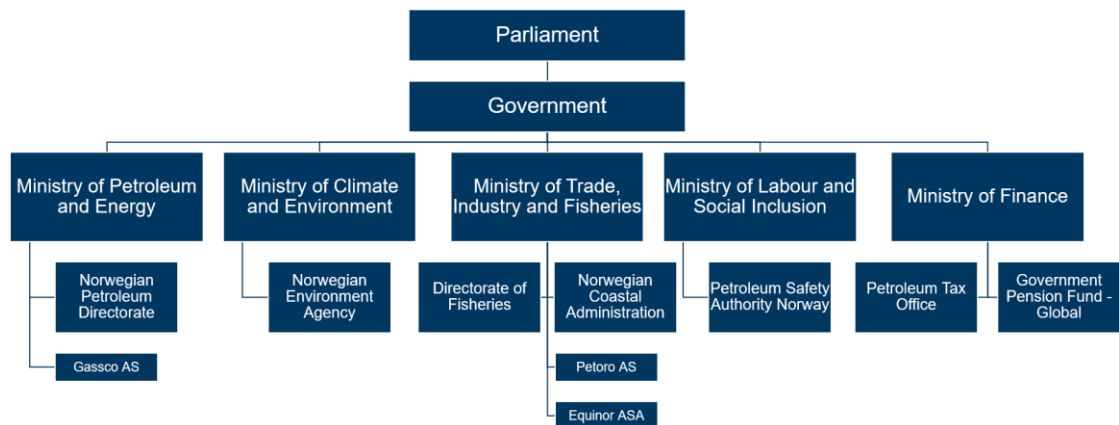 Parliament
Government
Ministry of Petroleum
and Energy
Ministry of Climate
and Environment
Ministry of Trade,
Industry and Fisheries
Ministry of Labour and
Social Inclusion
Ministry of Finance
Norwegian
Petroleum
Directorate
Norwegian
Environment
Agency
Directorate of
Fisheries
Norwegian
Coastal
Administration
Petroleum Safety
Authority Norway
Petroleum Tax
Office
Government
Pension Fund -
Global
Gassco AS
Petoro AS
Equinor ASA